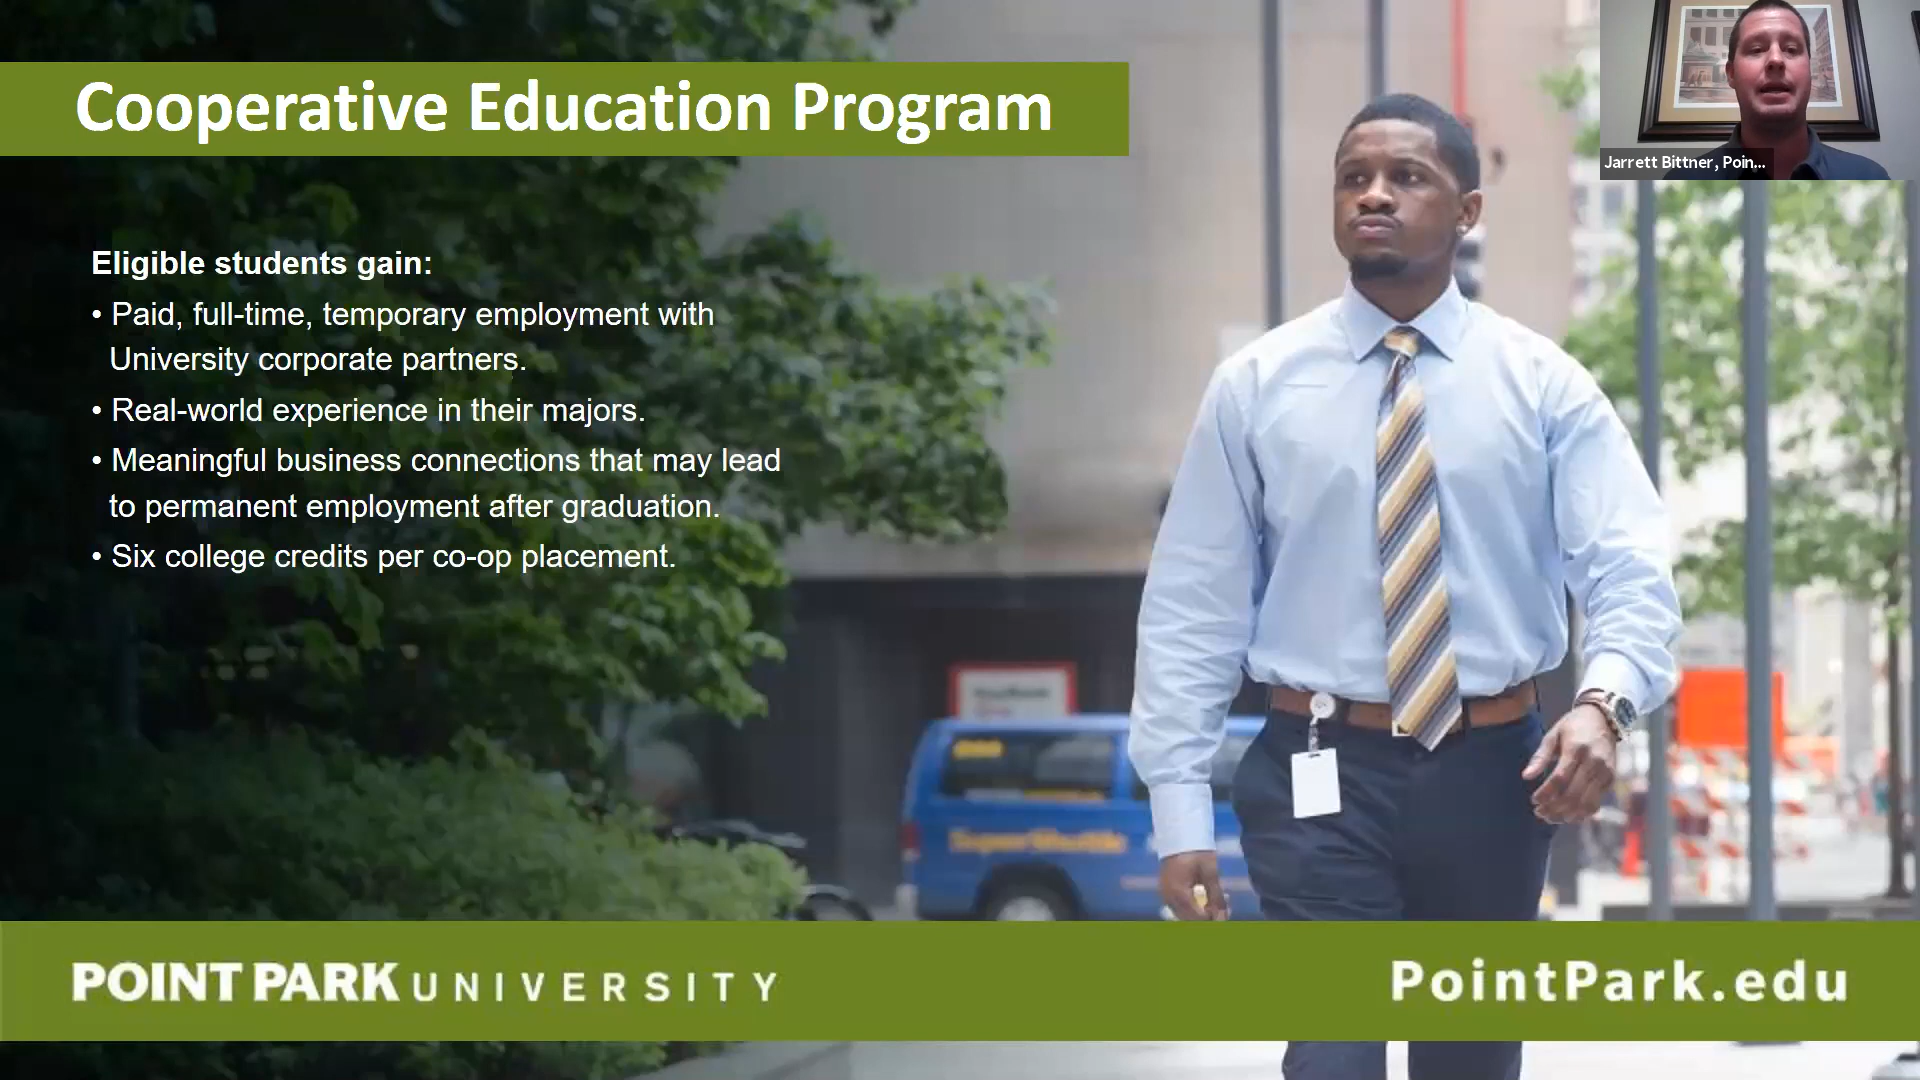 Cooperative Education Program
Jarrett Bittner, Poin...
Eligible students gain:
• Paid, full-time, temporary employment with
University corporate partners.
• Real-world experience in their majors.
• Meaningful business connections that may lead
to permanent employment after graduation.
• Six college credits per co-op placement.
SuperShuttle
POINT PARK UNIVERSITY
PointPark.edu